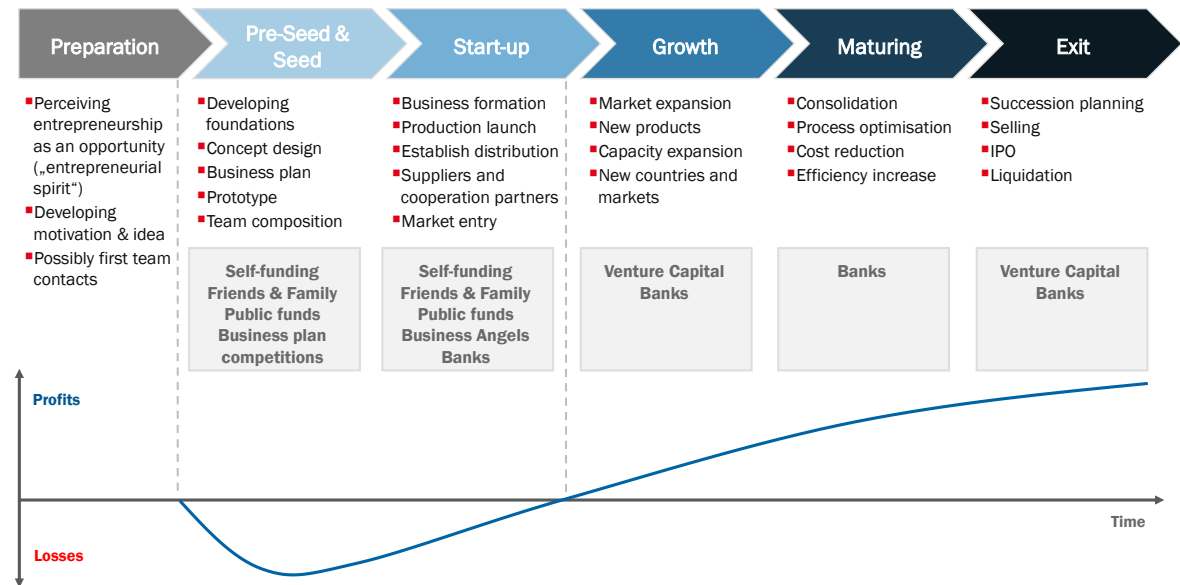 Preparation
Pre-Seed &
Seed
Start-up
Growth
Maturing
Exit
▪Perceiving
entrepreneurship
as an opportunity
(„entrepreneurial
spirit“)
▪Developing
motivation & idea
▪Possibly first team
contacts
▪Developing
foundations
▪Concept design
▪Business plan
▪Prototype
▪Team composition
▪Business formation
▪Production launch
▪Establish distribution
▪Suppliers and
cooperation partners
▪Market entry
▪Market expansion
▪New products
▪Capacity expansion
▪New countries and
markets
▪Consolidation
▪Process optimisation
▪Cost reduction
▪Efficiency increase
▪Succession planning
▪Selling
▪IPO
▪Liquidation
Self-funding
Friends & Family
Public funds
Business plan
competitions
Self-funding
Friends & Family
Public funds
Business Angels
Banks
Venture Capital
Banks
Banks
Venture Capital
Banks
Profits
Time
Losses